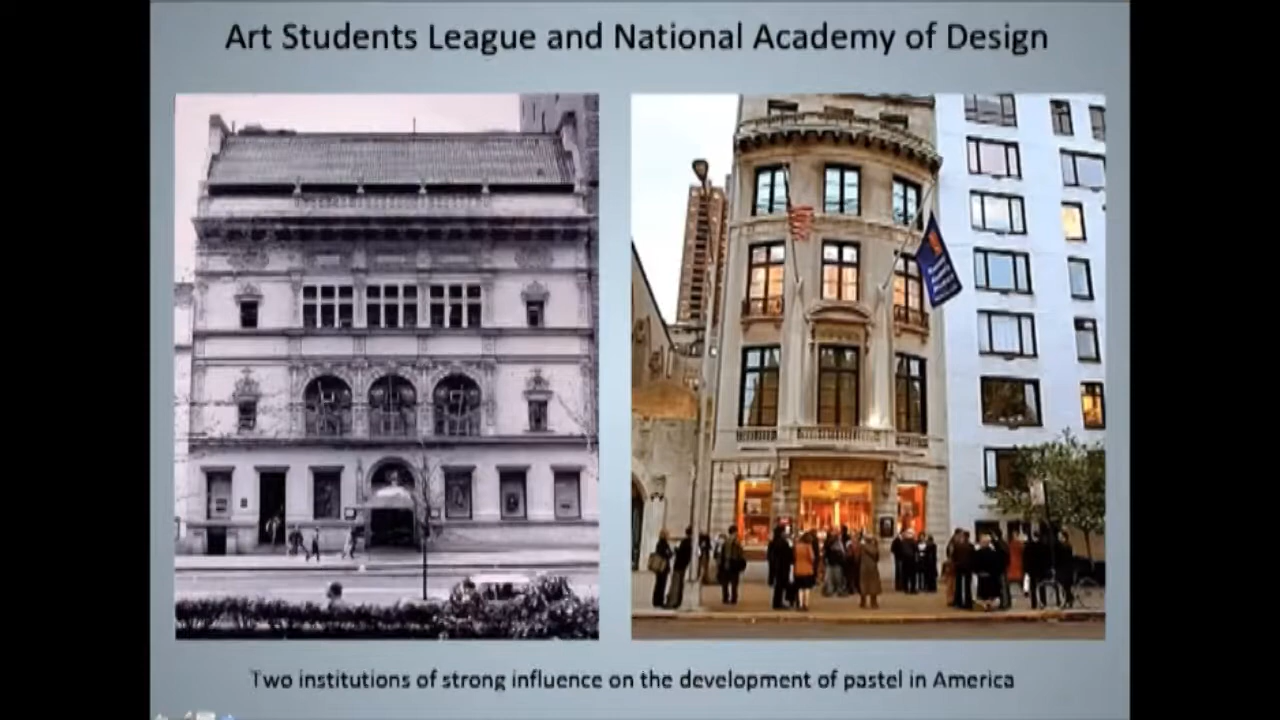 Art Students League and National Academy of Design
Two institutions of strong influence on the development of pastel in America